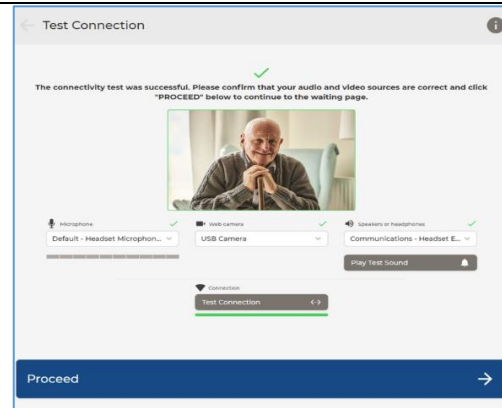 Test Connection
The connectivity test was successful. Please confirm that your audio and video sources are correct and click
"PROCEED" below to continue to the waiting page.
Microphone
Web camera
Speakers or headphones
Default - Headset Microphon...
USB Camera
Communications - Headset E...
Play Test Sound
Connection
Test Connection
Proceed